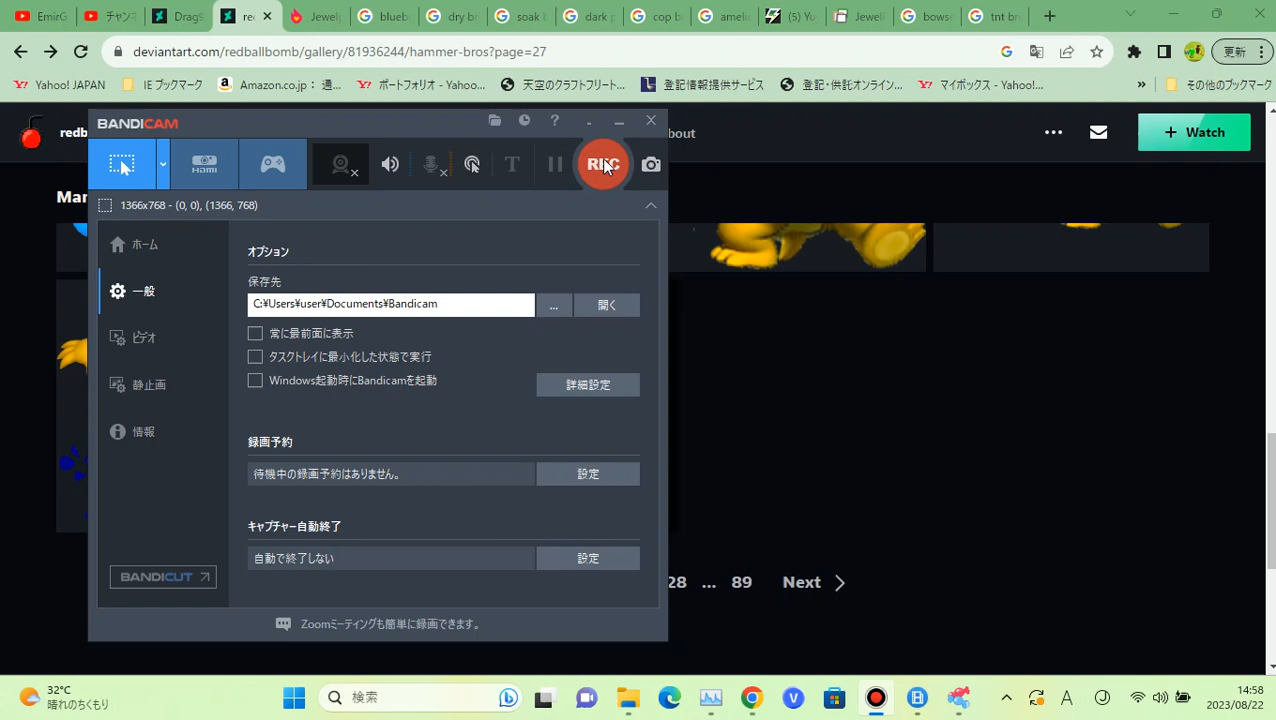 EmirG
チャン
DragS
rec
Jewelp
blueb
dry br
soak b
dark p
cop b
amelie
(5) Yu
Jewell
bows
tnt br
deviantart.com/redballbomb/gallery/81936244/hammer-bros?page=27
更新
Yahoo! JAPAN
IE ブックマーク
Amazon.co.jp： 通...
ポートフォリオ - Yahoo...
天空のクラフトフリート...
登記情報提供サービス
登記・供託オンライン...
マイボックス - Yahoo!...
»
その他のブックマーク
redb
bout
Watch
BANDICAM
HDMI
T
REC
Mar
1366x768 - (0, 0), (1366, 768)
ホーム
一般
ビデオ
静止画
情報
BANDICUT
オプション
保存先
C:¥Users¥user¥Documents¥Bandicam
...
開く
常に最前面に表示
タスクトレイに最小化した状態で実行
Windows起動時にBandicamを起動
詳細設定
録画予約
待機中の録画予約はありません。
設定
キャプチャー自動終了
自動で終了しない
設定
Zoomミーティングも簡単に録画できます。
28 ... 89 Next
32°C
晴れのちくもり
検索
A
14:58
2023/08/22